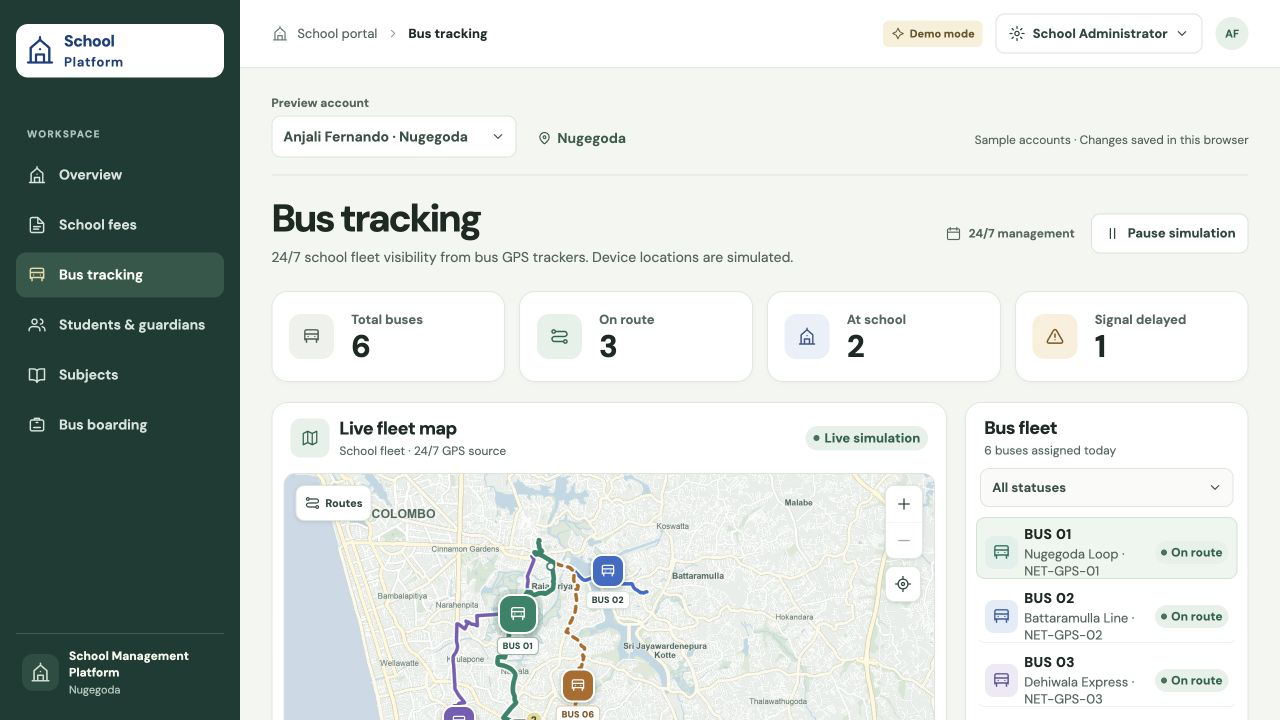 School
Platform
WORKSPACE
Overview
School fees
Bus tracking
Students & guardians
Subjects
Bus boarding
School Management
Platform
Nugegoda
School portal
Bus tracking
Demo mode
School Administrator
AF
Preview account
Anjali Fernando · Nugegoda
Nugegoda
Sample accounts · Changes saved in this browser
Bus tracking
24/7 school fleet visibility from bus GPS trackers. Device locations are simulated.
24/7 management
Pause simulation
Total buses
6
On route
3
At school
2
Signal delayed
1
Live fleet map
School fleet · 24/7 GPS source
Live simulation
Routes
COLOMBO
Malabe
Koswatta
Cinnamon Gardens
Battaramulla
BUS 02
Bambalapitiya
Narahenpita
Hokandara
BUS 01
Sri Jayawardenepura
Kotte
Wellawatte
Thalawathugoda
BUS 06
2
Bus fleet
6 buses assigned today
All statuses
BUS 01
Nugegoda Loop ·
NET-GPS-01
On route
BUS 02
Battaramulla Line ·
NET-GPS-02
On route
BUS 03
Dehiwala Express ·
NET-GPS-03
On route